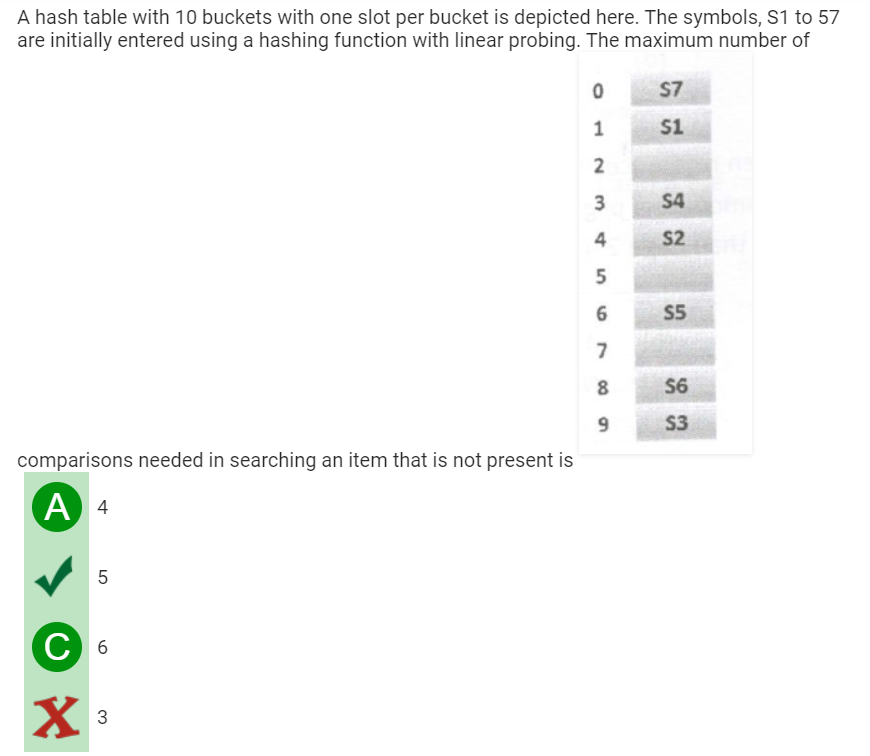 A hash table with 10 buckets with one slot per bucket is depicted here. The symbols, S1 to 57
are initially entered using a hashing function with linear probing. The maximum number of
0 S7
1 S1
2
3 S4
4 S2
5
6 S5
7
8 S6
9 S3
comparisons needed in searching an item that is not present is
A 4
5
C 6
X 3